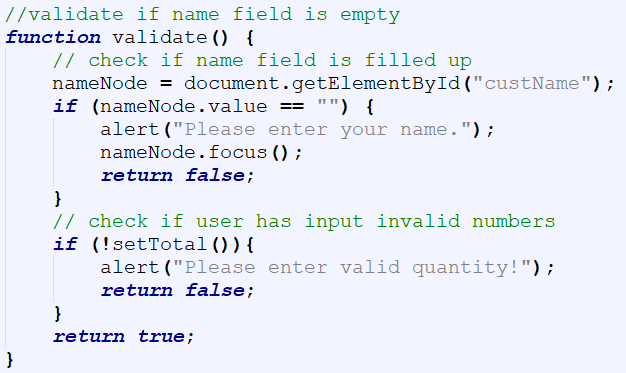 //validate if name field is empty
function validate() {
    // check if name field is filled up
    nameNode = document.getElementById("custName");
    if (nameNode.value == "") {
        alert("Please enter your name.");
        nameNode.focus();
        return false;
    }
    // check if user has input invalid numbers
    if (!setTotal()){
        alert("Please enter valid quantity!");
        return false;
    }
    return true;
}